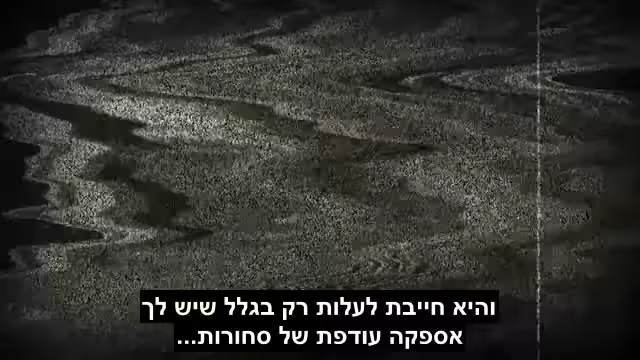 והיא חייבת לעלות רק בגלל שיש לך
אספקה עודפת של סחורות...